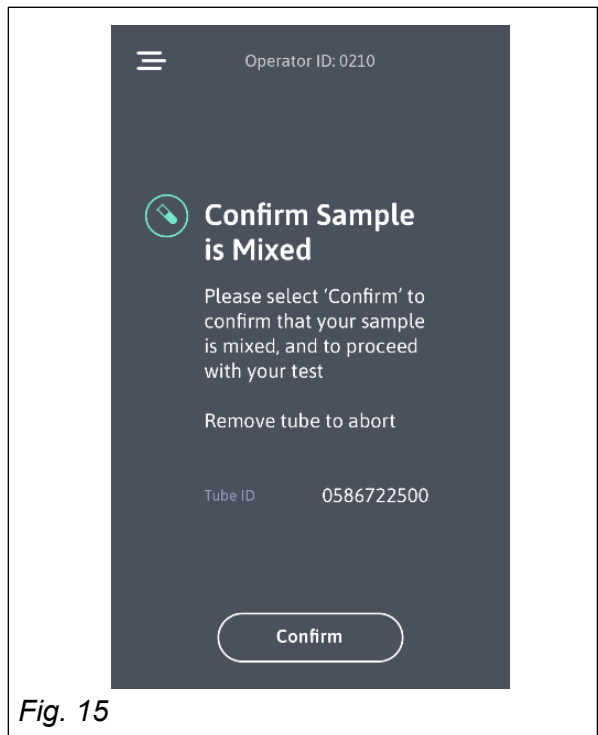 Operator ID: 0210
Confirm Sample
is Mixed
Please select 'Confirm' to
confirm that your sample
is mixed, and to proceed
with your test
Remove tube to abort
Tube ID 0586722500
Confirm
Fig. 15